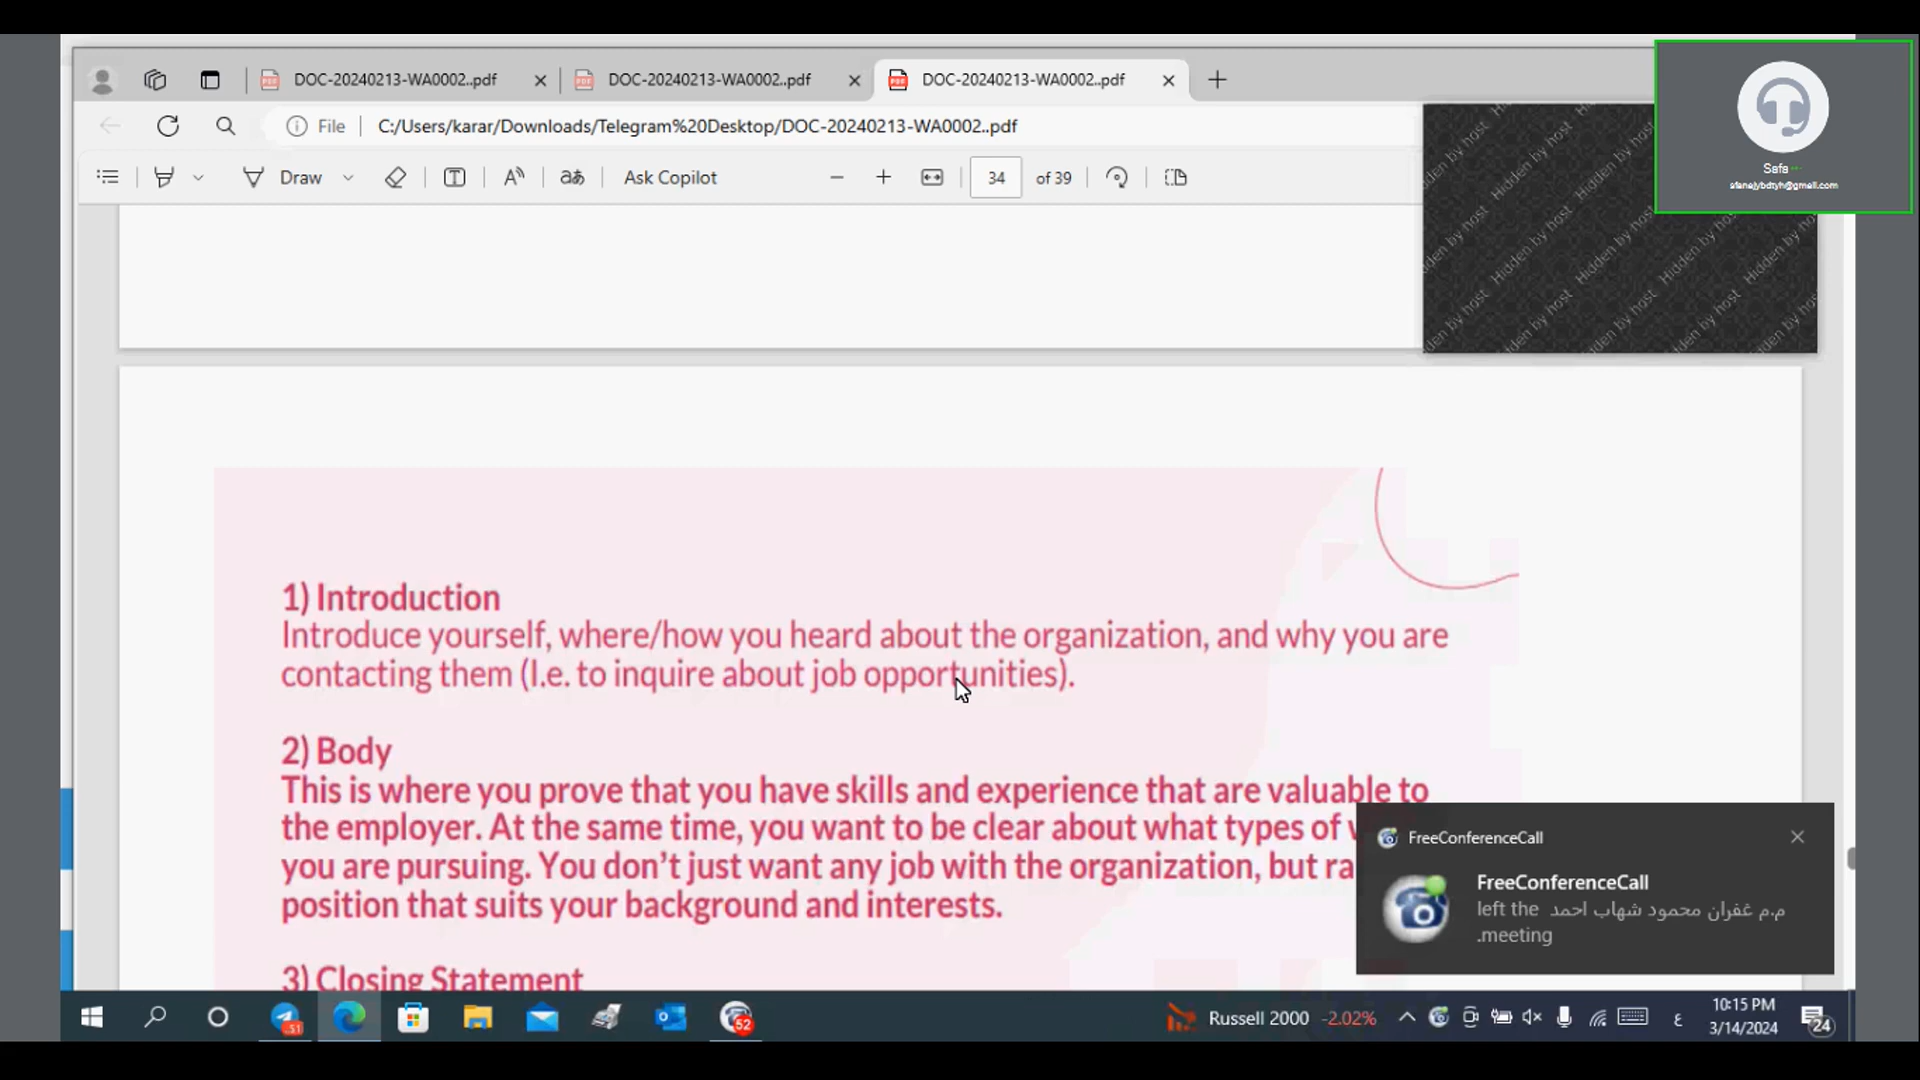 DOC-20240213-WA0002..pdf
DOC-20240213-WA0002..pdf
DOC-20240213-WA0002..pdf
File
C:/Users/karar/Downloads/Telegram%20Desktop/DOC-20240213-WA0002..pdf
Draw
Ask Copilot
34 of 39
Safa
Hidden by host
1) Introduction
Introduce yourself, where/how you heard about the organization, and why you are
contacting them (I.e. to inquire about job opportunities).
2) Body
This is where you prove that you have skills and experience that are valuable to
the employer. At the same time, you want to be clear about what types of
you are pursuing. You don't just want any job with the organization, but
position that suits your background and interests.
3) Closing Statement
FreeConferenceCall
FreeConferenceCall
م.م غفران محمود شهاب احمد left the
.meeting
51
52
Russell 2000 -2.02%
ع
10:15 PM
3/14/2024
24